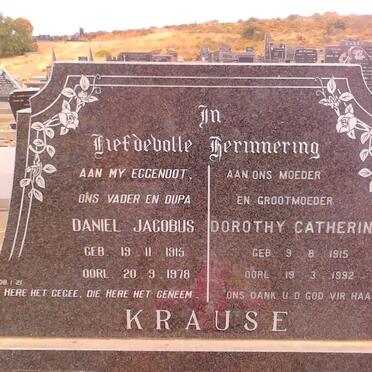 In
Liefdevolle Herinnering
AAN MY EGGENOOT,
ONS VADER EN OUPA
DANIEL JACOBUS
GEB. 19 11 1915
OORL. 20 9 1978
1:21
HERE HET GEGEE, DIE HERE HET GENEEM
AAN ONS MOEDER
EN GROOTMOEDER
DOROTHY CATHERIN
GEB. 9 8 1915
OORL. 19 3 1992
ONS DANK U O GOD VIR HAA
KRAUSE